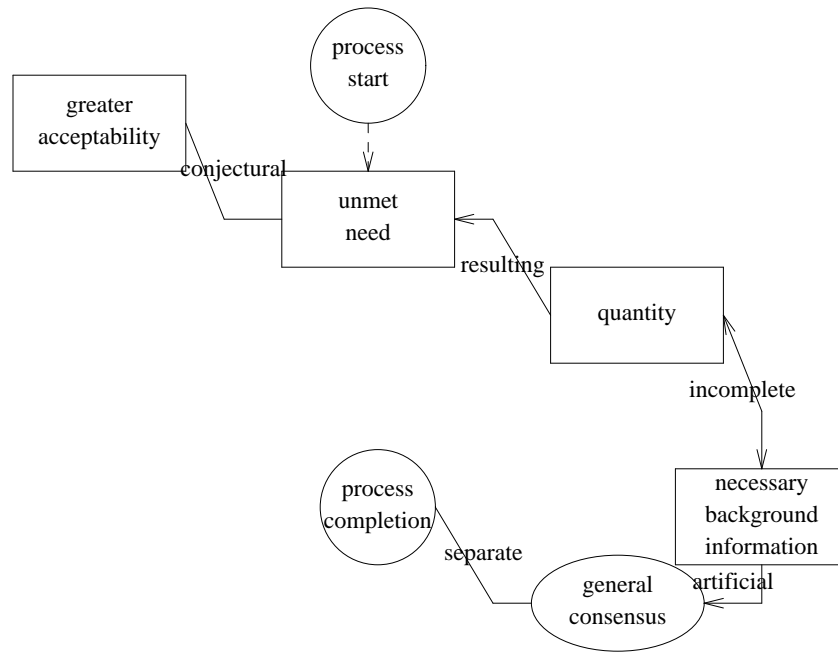 process
start
greater
acceptability
conjectural
unmet
need
resulting
quantity
incomplete
necessary
background
information
process
completion
separate
artificial
general
consensus